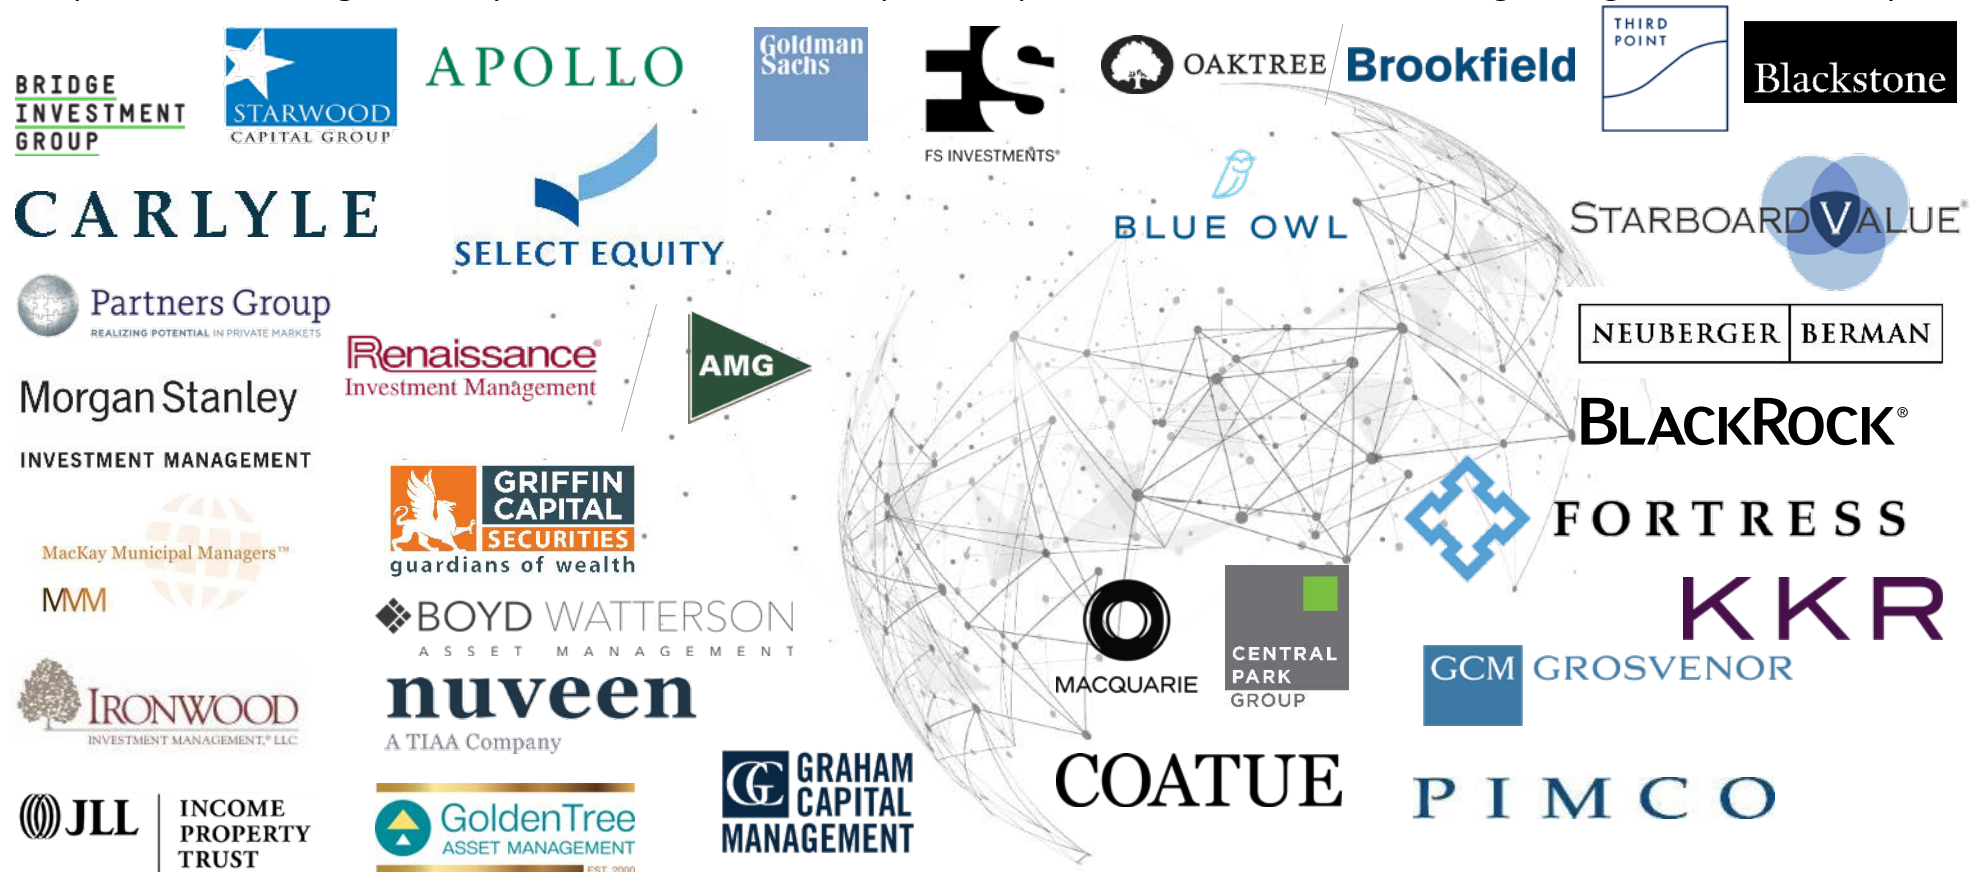 BRIDGE
INVESTMENT
GROUP
STARWOOD
CAPITAL GROUP
APOLLO
Goldman
Sachs
FS
FS INVESTMENTS®
OAKTREE
Brookfield
THIRD
POINT
Blackstone
CARLYLE
SELECT EQUITY
BLUE OWL
STARBOARD VALUE®
Partners Group
REALIZING POTENTIAL IN PRIVATE MARKETS
Renaissance®
Investment Management
AMG
NEUBERGER BERMAN
Morgan Stanley
INVESTMENT MANAGEMENT
BLACKROCK®
GRIFFIN
CAPITAL
SECURITIES
guardians of wealth
FORTRESS
MacKay Municipal Managers™
MMM
BOYD WATTERSON
ASSET MANAGEMENT
MACQUARIE
CENTRAL
PARK
GROUP
KKR
GCM GROSVENOR
IRONWOOD
INVESTMENT MANAGEMENT,® LLC
nuveen
A TIAA Company
GRAHAM
CAPITAL
MANAGEMENT
COATUE
PIMCO
JLL
INCOME
PROPERTY
TRUST
GoldenTree
ASSET MANAGEMENT
EST. 2000